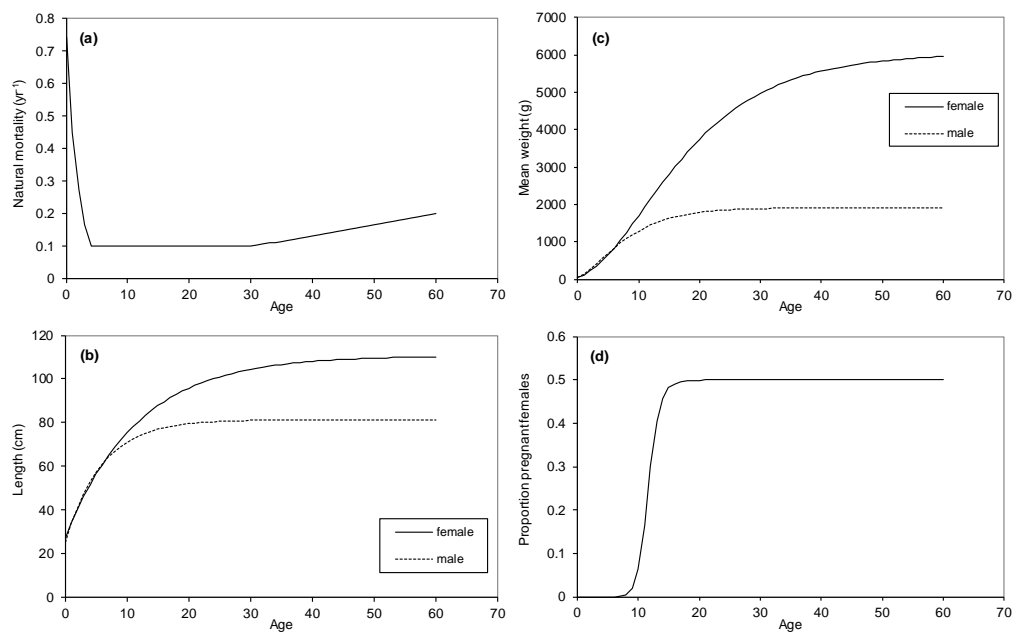 (a)
0.8
0.7
0.6
0.5
0.4
0.3
0.2
0.1
0
Natural mortality (yr⁻¹)
0 10 20 30 40 50 60 70
Age
(c)
7000
6000
5000
4000
3000
2000
1000
0
Mean weight (g)
female
male
0 10 20 30 40 50 60 70
Age
(b)
120
100
80
60
40
20
0
Length (cm)
female
male
0 10 20 30 40 50 60 70
Age
(d)
0.6
0.5
0.4
0.3
0.2
0.1
0
Proportion pregnant females
0 10 20 30 40 50 60 70
Age